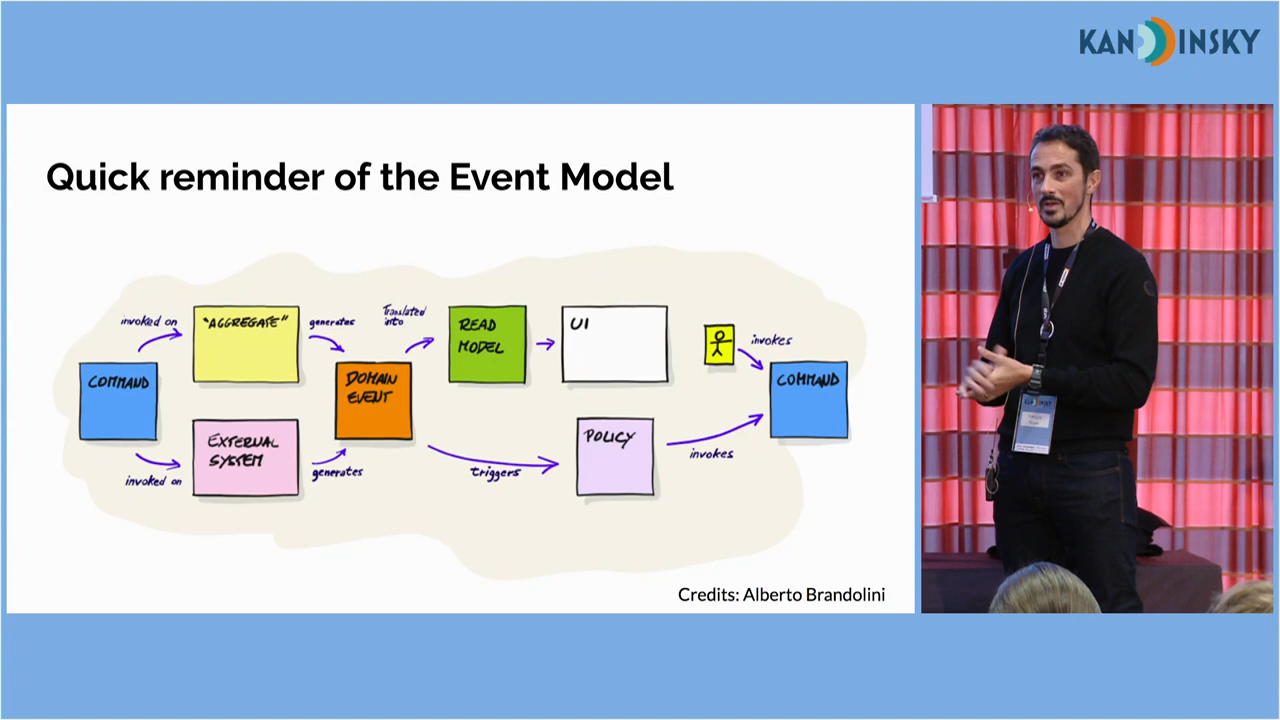 KANDDINSKY
Quick reminder of the Event Model
invoked on
"AGGREGATE"
generates
Translated
into
READ
MODEL
UI
invokes
COMMAND
DOMAIN
EVENT
COMMAND
EXTERNAL
SYSTEM
POLICY
invoked on
generates
triggers
invokes
Credits: Alberto Brandolini